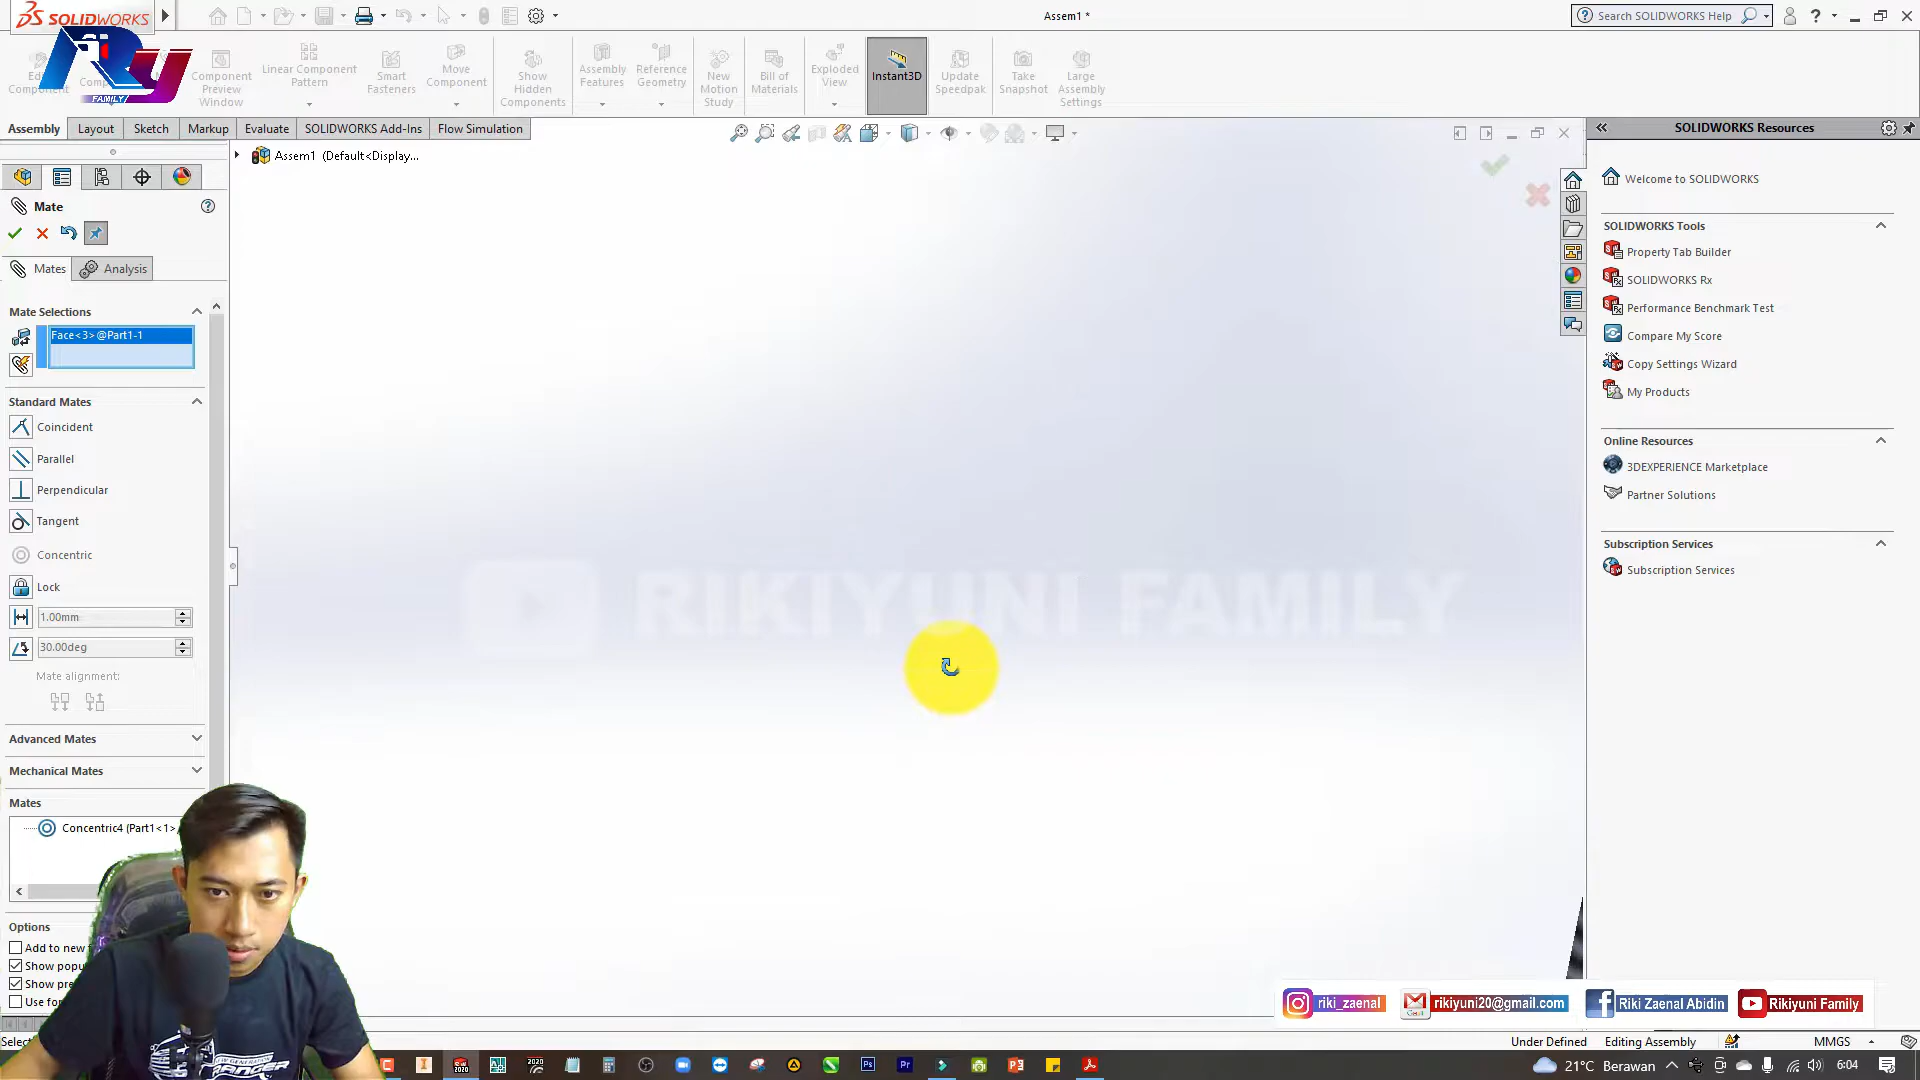 SOLIDWORKS
Assem1 *
Search SOLIDWORKS Help
Ry
FAMILY
Component
Preview
Window
Linear Component
Pattern
Smart
Fasteners
Move
Component
Show
Hidden
Components
Assembly
Features
Reference
Geometry
New
Motion
Study
Bill of
Materials
Exploded
View
Instant3D
Update
Speedpak
Take
Snapshot
Large
Assembly
Settings
Assembly
Layout
Sketch
Markup
Evaluate
SOLIDWORKS Add-Ins
Flow Simulation
Assem1 (Default<Display...
Mate
Mates
Analysis
Mate Selections
Face<3>@Part1-1
Standard Mates
Coincident
Parallel
Perpendicular
Tangent
Concentric
Lock
1.00mm
30.00deg
Mate alignment:
Advanced Mates
Mechanical Mates
Mates
Concentric4 (Part1<1>
Options
Add to new
Show
Show
Use for
RIKIYUNI FAMILY
SOLIDWORKS Resources
Welcome to SOLIDWORKS
SOLIDWORKS Tools
Property Tab Builder
SOLIDWORKS Rx
Performance Benchmark Test
Compare My Score
Copy Settings Wizard
My Products
Online Resources
3DEXPERIENCE Marketplace
Partner Solutions
Subscription Services
Subscription Services
riki_zaenal
rikiyuni20@gmail.com
Riki Zaenal Abidin
Rikiyuni Family
Under Defined
Editing Assembly
MMGS
21°C Berawan
6:04